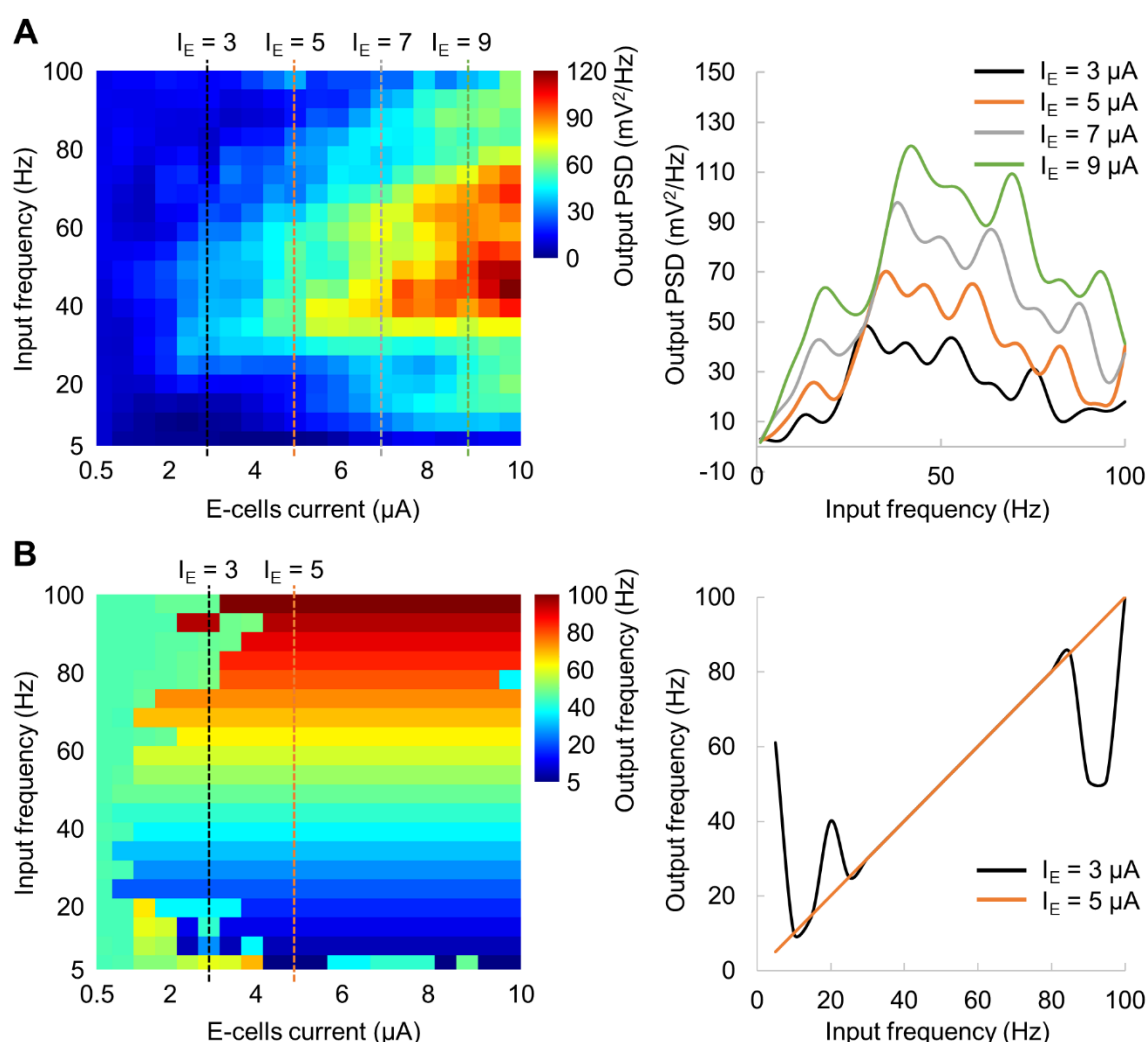 A
I_E = 3
I_E = 5
I_E = 7
I_E = 9
100
80
60
40
20
5
Input frequency (Hz)
0.5
2
4
6
8
10
E-cells current (µA)
120
90
60
30
0
Output PSD (mV²/Hz)
150
130
110
90
70
50
30
10
-10
Output PSD (mV²/Hz)
I_E = 3 µA
I_E = 5 µA
I_E = 7 µA
I_E = 9 µA
0
50
100
Input frequency (Hz)
B
I_E = 3
I_E = 5
100
80
60
40
20
5
Input frequency (Hz)
0.5
2
4
6
8
10
E-cells current (µA)
100
80
60
40
20
5
Output frequency (Hz)
100
80
60
40
20
0
Output frequency (Hz)
I_E = 3 µA
I_E = 5 µA
0
20
40
60
80
100
Input frequency (Hz)